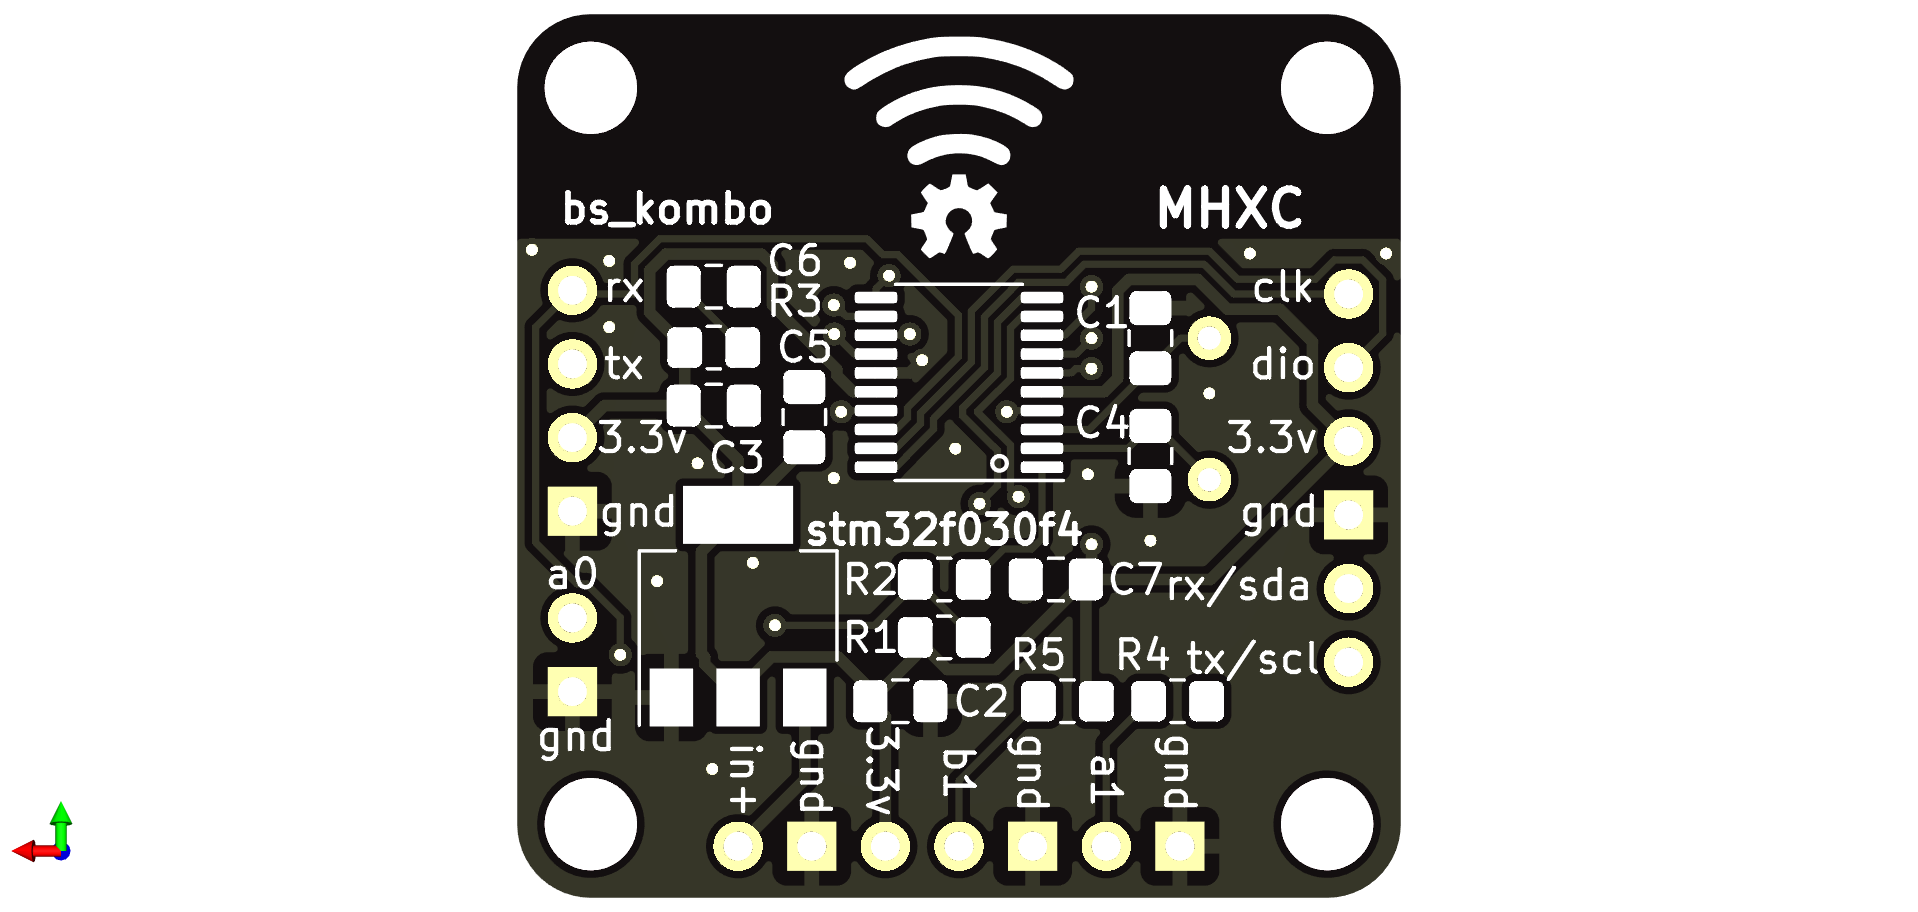 bs_kombo
MHXC
C6
rx
R3
clk
C1
tx
C5
dio
3.3v
C3
C4
3.3v
gnd
stm32f030f4
gnd
a0
R2
C7
rx/sda
R1
R5
R4
tx/scl
gnd
C2
in+
gnd
3.3v
b1
gnd
a1
gnd